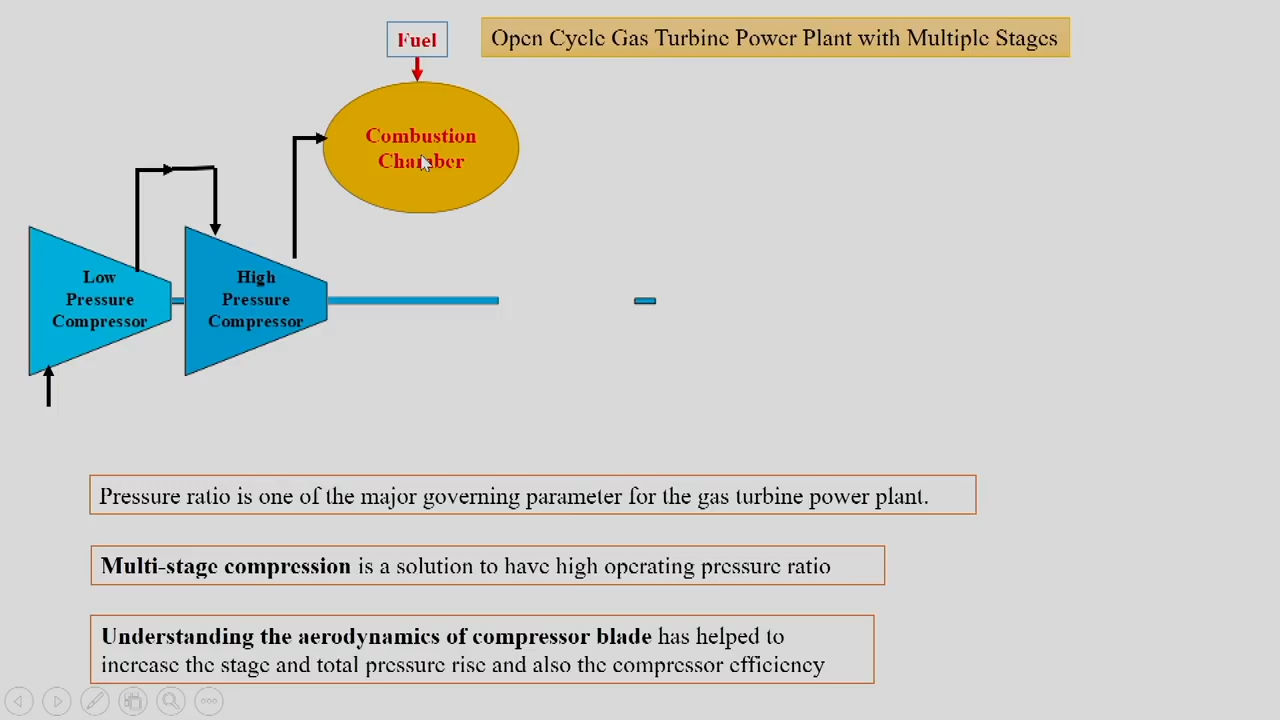 Fuel
Open Cycle Gas Turbine Power Plant with Multiple Stages
Combustion
Chamber
Low
Pressure
Compressor
High
Pressure
Compressor
Pressure ratio is one of the major governing parameter for the gas turbine power plant.
Multi-stage compression is a solution to have high operating pressure ratio
Understanding the aerodynamics of compressor blade has helped to
increase the stage and total pressure rise and also the compressor efficiency